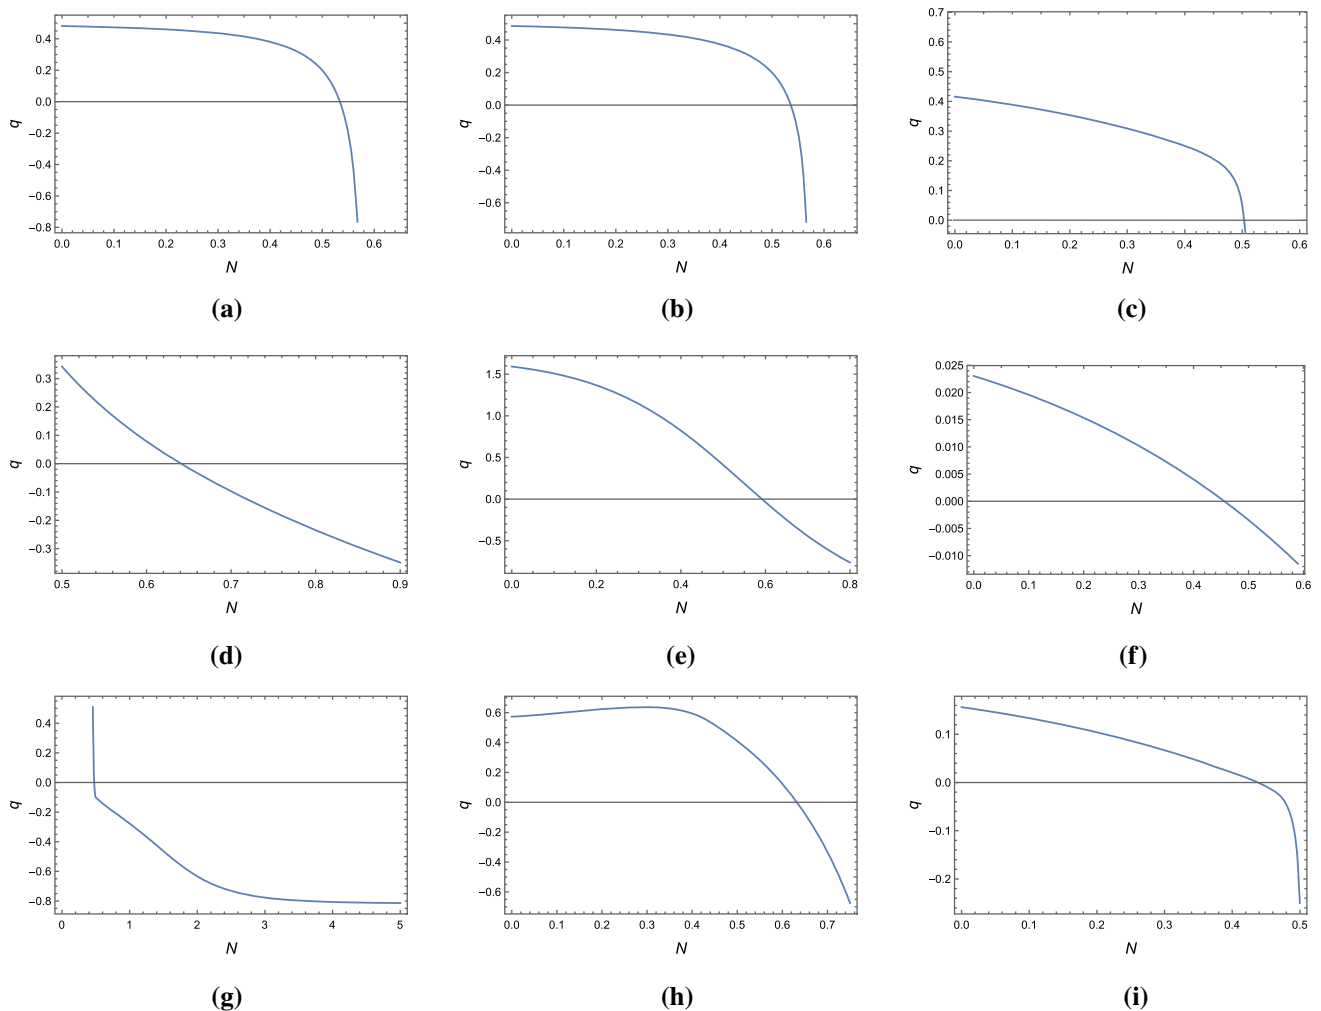 0.4
0.2
0.0
−0.2
−0.4
−0.6
−0.8
q
0.0 0.1 0.2 0.3 0.4 0.5 0.6
N
(a)
0.4
0.2
0.0
−0.2
−0.4
−0.6
q
0.0 0.1 0.2 0.3 0.4 0.5 0.6
N
(b)
0.7
0.6
0.5
0.4
0.3
0.2
0.1
0.0
q
0.0 0.1 0.2 0.3 0.4 0.5 0.6
N
(c)
0.3
0.2
0.1
0.0
−0.1
−0.2
−0.3
q
0.5 0.6 0.7 0.8 0.9
N
(d)
1.5
1.0
0.5
0.0
−0.5
q
0.0 0.2 0.4 0.6 0.8
N
(e)
0.025
0.020
0.015
0.010
0.005
0.000
−0.005
−0.010
q
0.0 0.1 0.2 0.3 0.4 0.5 0.6
N
(f)
0.4
0.2
0.0
−0.2
−0.4
−0.6
−0.8
q
0 1 2 3 4 5
N
(g)
0.6
0.4
0.2
0.0
−0.2
−0.4
−0.6
q
0.0 0.1 0.2 0.3 0.4 0.5 0.6 0.7
N
(h)
0.1
0.0
−0.1
−0.2
q
0.0 0.1 0.2 0.3 0.4 0.5
N
(i)